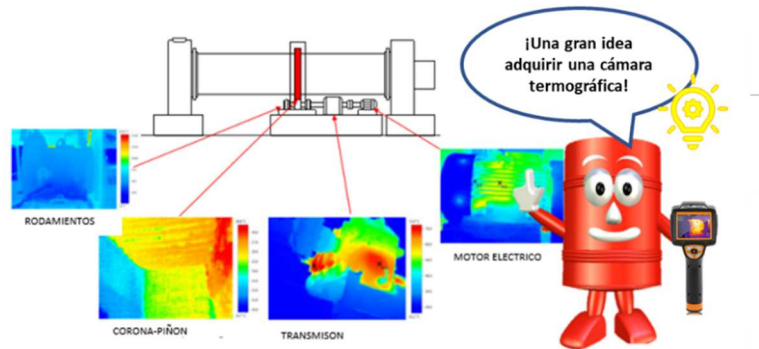 ¡Una gran idea
adquirir una cámara
termográfica!
RODAMIENTOS
MOTOR ELECTRICO
CORONA-PIÑON
TRANSMISON